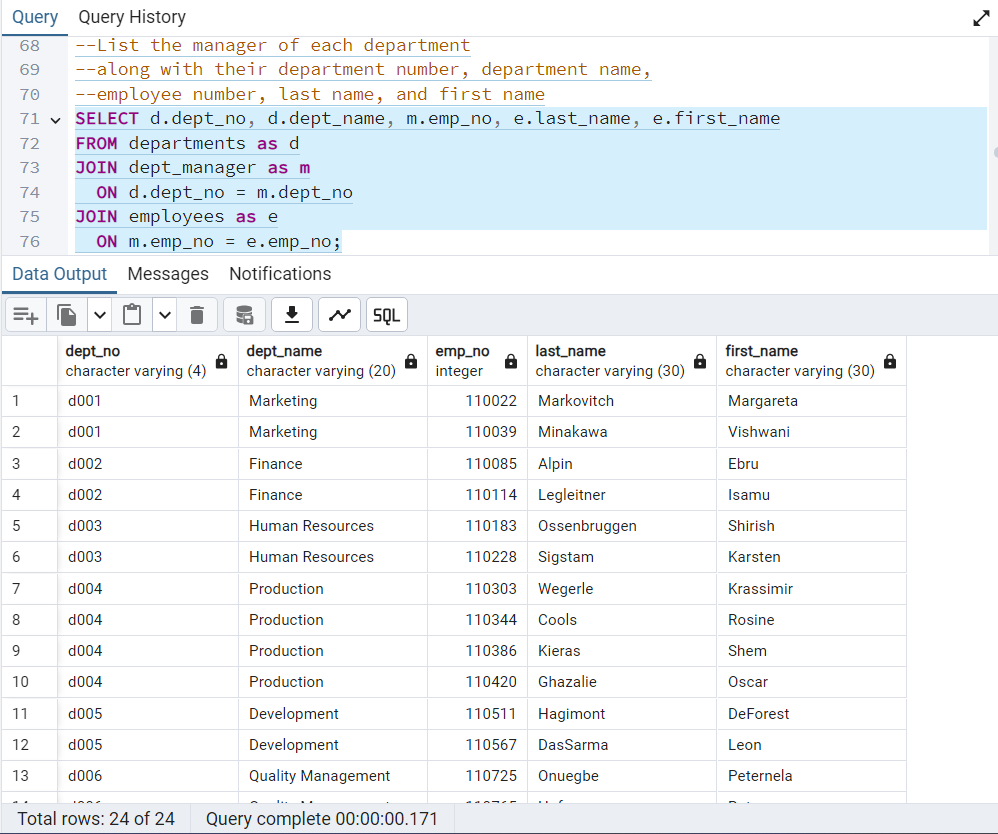 Query Query History
68 --List the manager of each department
69 --along with their department number, department name,
70 --employee number, last name, and first name
71 SELECT d.dept_no, d.dept_name, m.emp_no, e.last_name, e.first_name
72 FROM departments as d
73 JOIN dept_manager as m
74 ON d.dept_no = m.dept_no
75 JOIN employees as e
76 ON m.emp_no = e.emp_no;
Data Output Messages Notifications
SQL
dept_no dept_name emp_no last_name first_name
character varying (4) character varying (20) integer character varying (30) character varying (30)
1 d001 Marketing 110022 Markovitch Margareta
2 d001 Marketing 110039 Minakawa Vishwani
3 d002 Finance 110085 Alpin Ebru
4 d002 Finance 110114 Legleitner Isamu
5 d003 Human Resources 110183 Ossenbruggen Shirish
6 d003 Human Resources 110228 Sigstam Karsten
7 d004 Production 110303 Wegerle Krassimir
8 d004 Production 110344 Cools Rosine
9 d004 Production 110386 Kieras Shem
10 d004 Production 110420 Ghazalie Oscar
11 d005 Development 110511 Hagimont DeForest
12 d005 Development 110567 DasSarma Leon
13 d006 Quality Management 110725 Onuegbe Peternela
Total rows: 24 of 24 Query complete 00:00:00.171